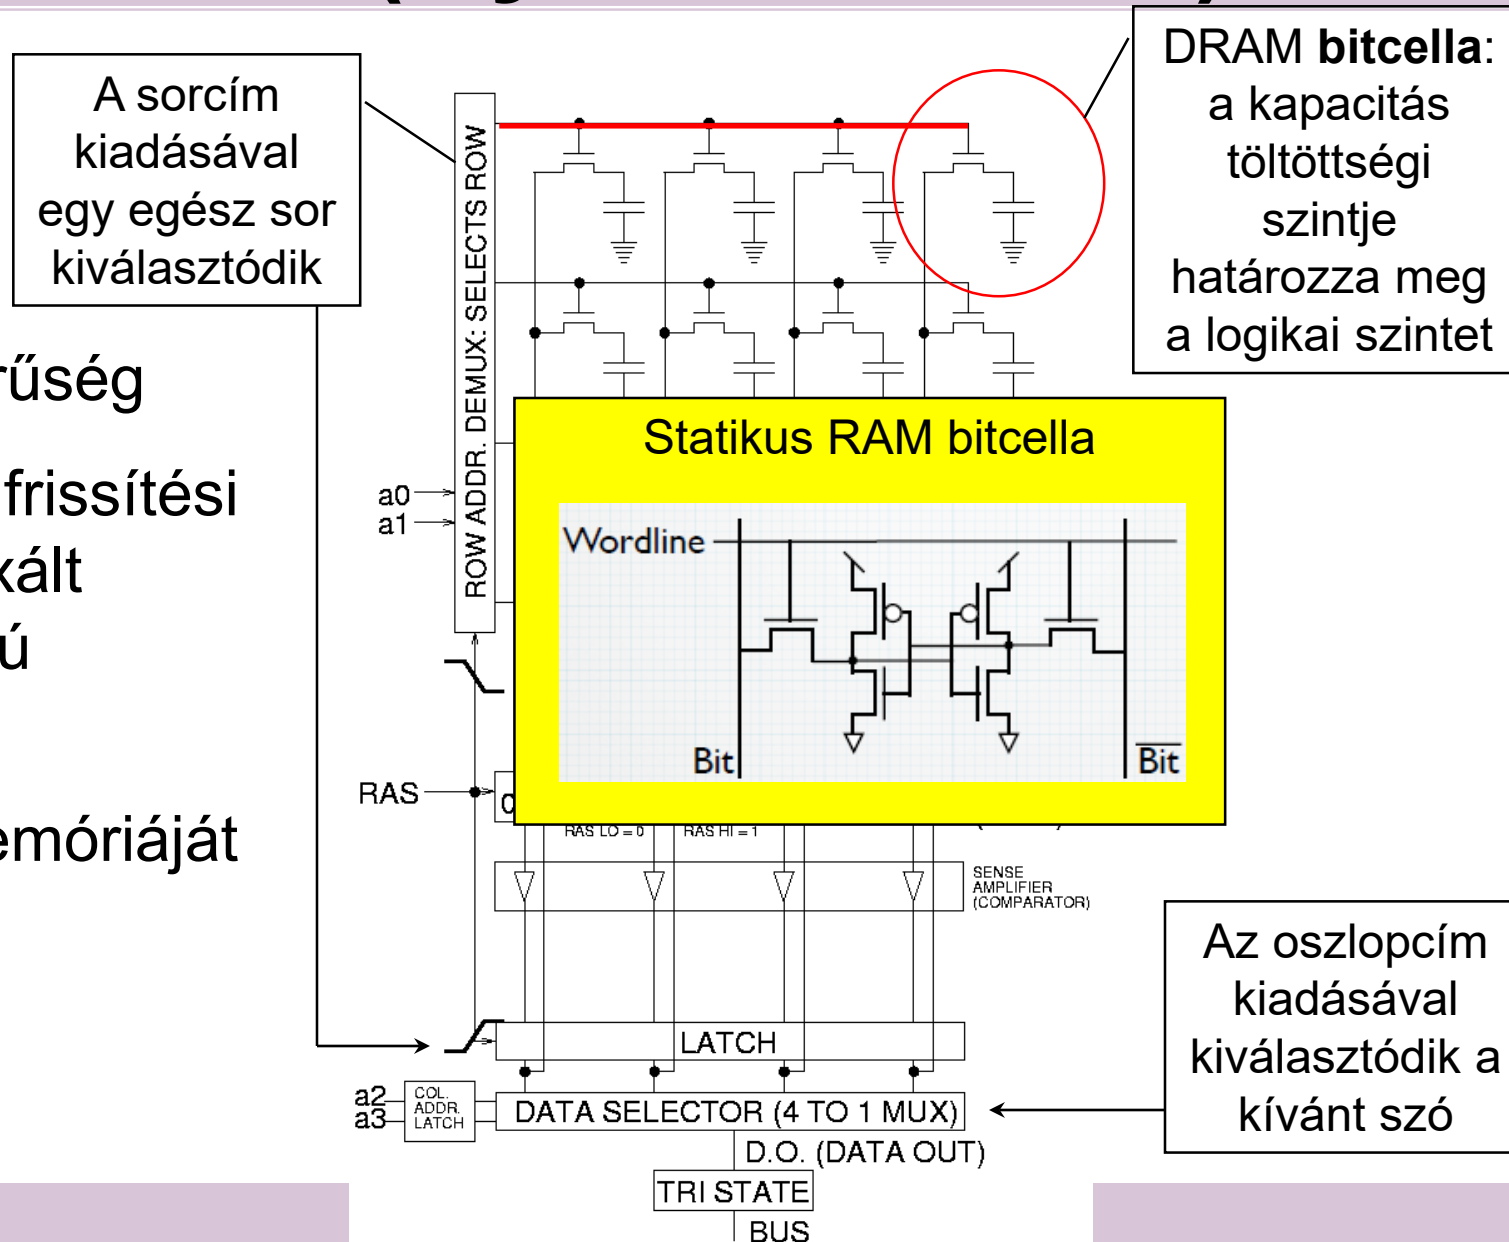 A sorcím
kiadásával
egy egész sor
kiválasztódik
DRAM bitcella:
a kapacitás
töltöttségi
szintje
határozza meg
a logikai szintet
ROW ADDR. DEMUX: SELECTS ROW
frissítési
Statikus RAM bitcella
a0
a1
Wordline
Bit
Bit
RAS
RAS LO = 0
RAS HI = 1
SENSE
AMPLIFIER
(COMPARATOR)
LATCH
a2
a3
COL.
ADDR.
LATCH
DATA SELECTOR (4 TO 1 MUX)
D.O. (DATA OUT)
TRI STATE
BUS
Az oszlopcím
kiadásával
kiválasztódik a
kívánt szó